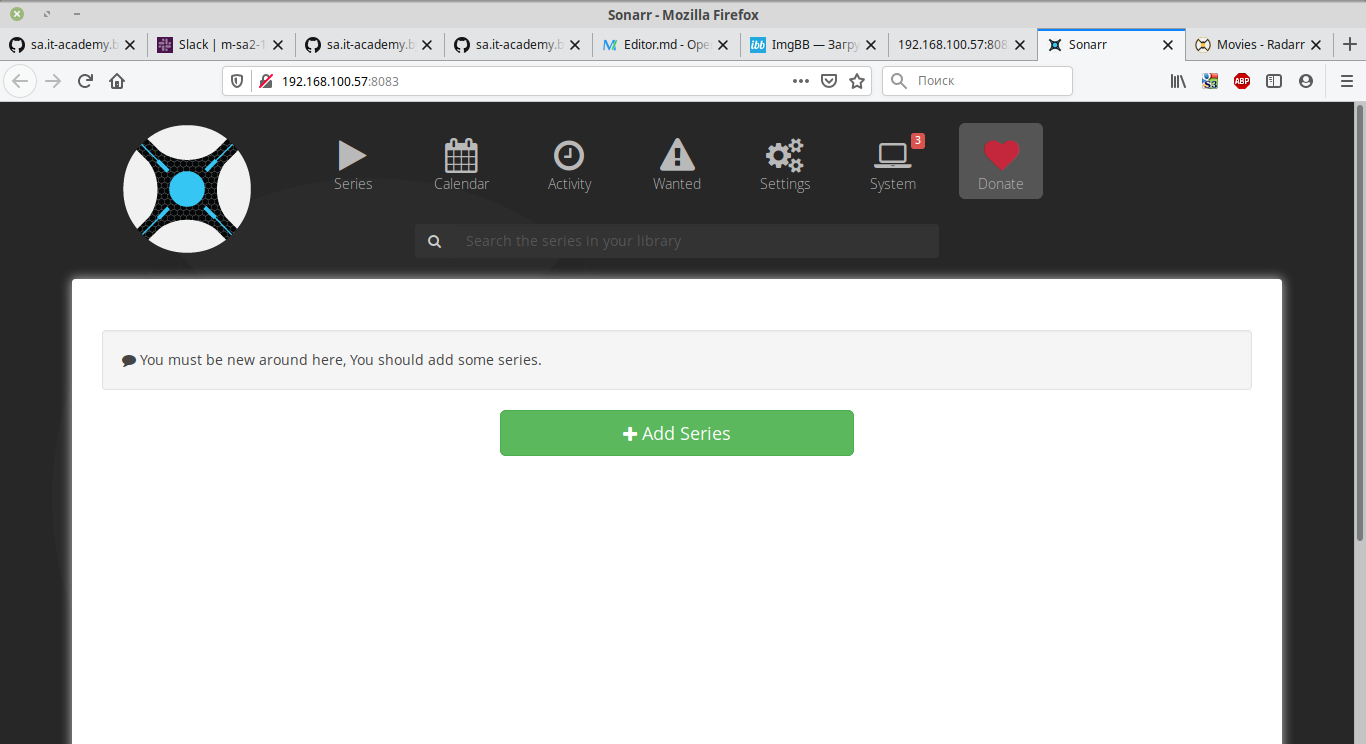 Sonarr - Mozilla Firefox
sa.it-academy.b
Slack | m-sa2-1
sa.it-academy.b
sa.it-academy.b
Editor.md - Ope
ImgBB — Загру
192.168.100.57:808
Sonarr
Movies - Radarr
192.168.100.57:8083
Поиск
ABP
3
Series
Calendar
Activity
Wanted
Settings
System
Donate
Search the series in your library
You must be new around here, You should add some series.
Add Series